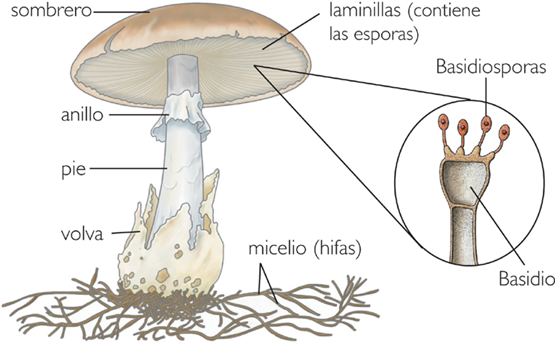 sombrero
laminillas (contiene
las esporas)
Basidiosporas
anillo
pie
volva
micelio (hifas)
Basidio